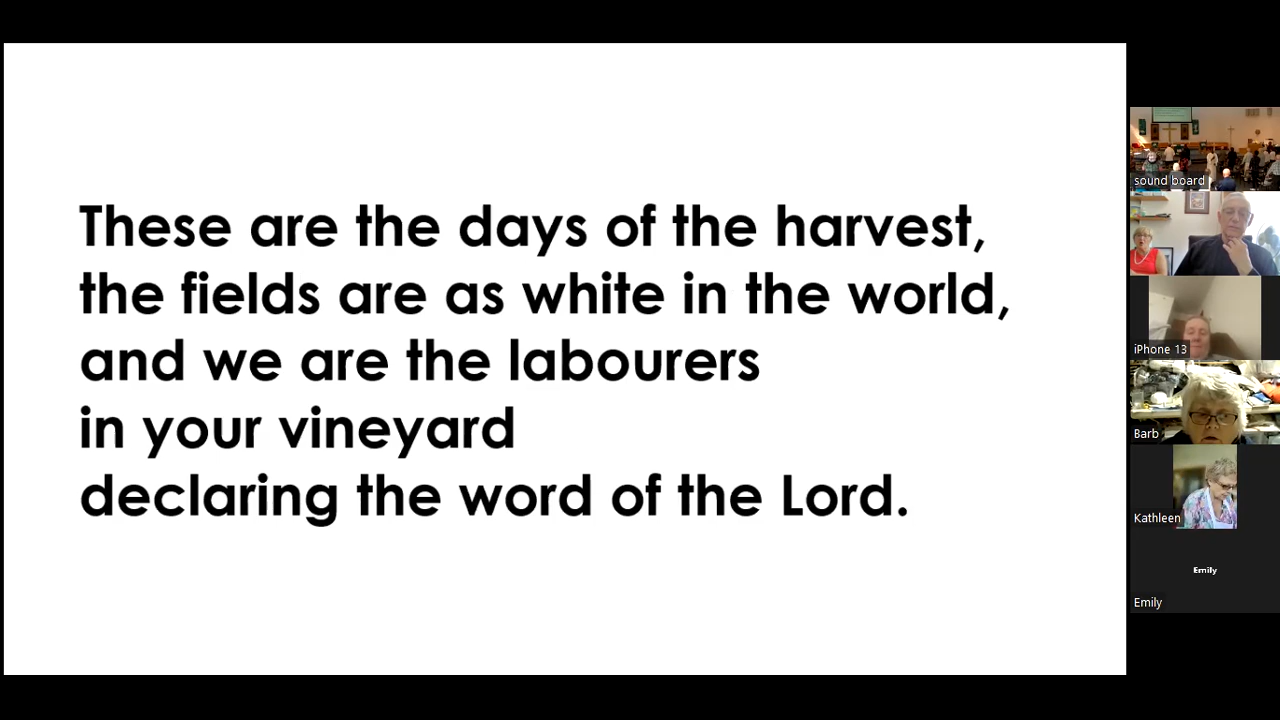 These are the days of the harvest,
the fields are as white in the world,
and we are the labourers
in your vineyard
declaring the word of the Lord.
sound board
iPhone 13
Barb
Kathleen
Emily
Emily